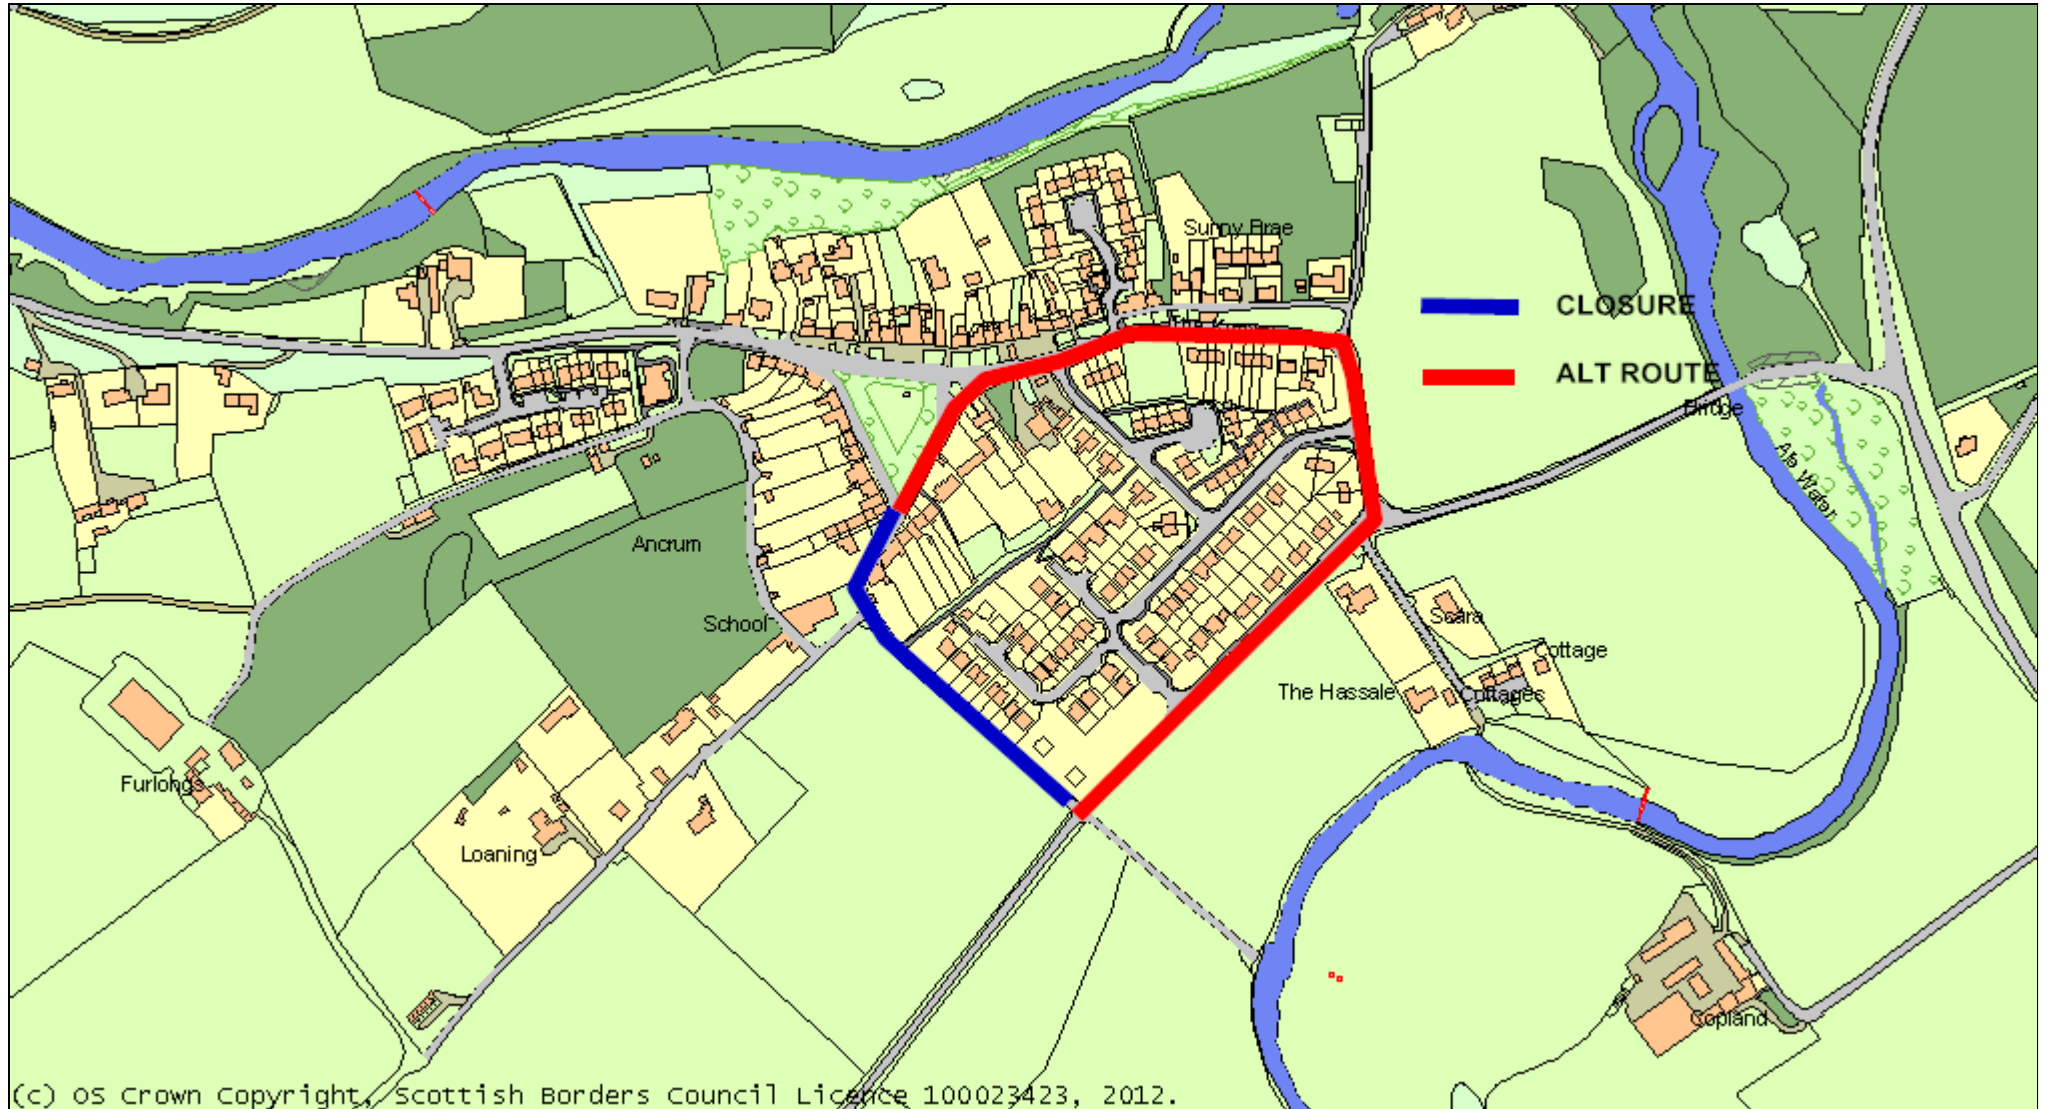 Sunny Brae
CLOSURE
ALT ROUTE
Bridge
Ale Water
Ancrum
School
Scara
Cottage
The Hassale
Cottages
Furlongs
Loaning
Copland
(c) OS Crown Copyright, Scottish Borders Council Licence 100023423, 2012.